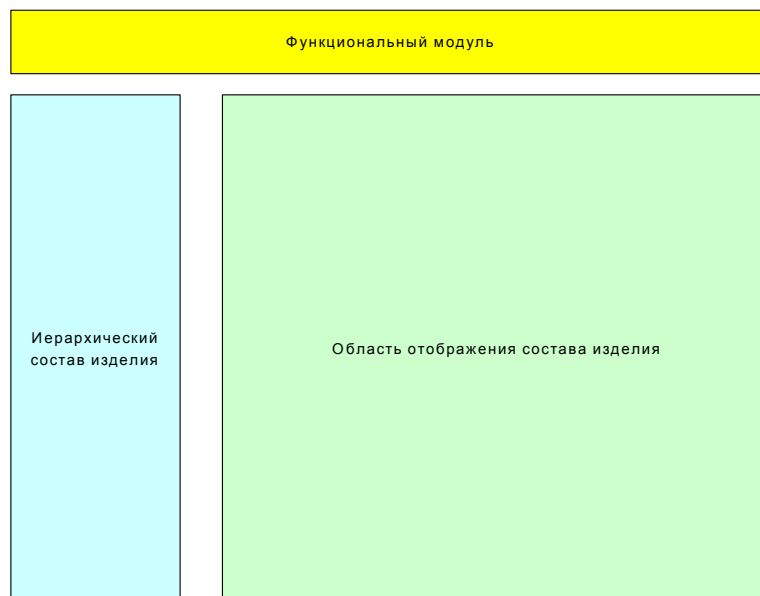 Функциональный модуль
Иерархический
состав изделия
Область отображения состава изделия